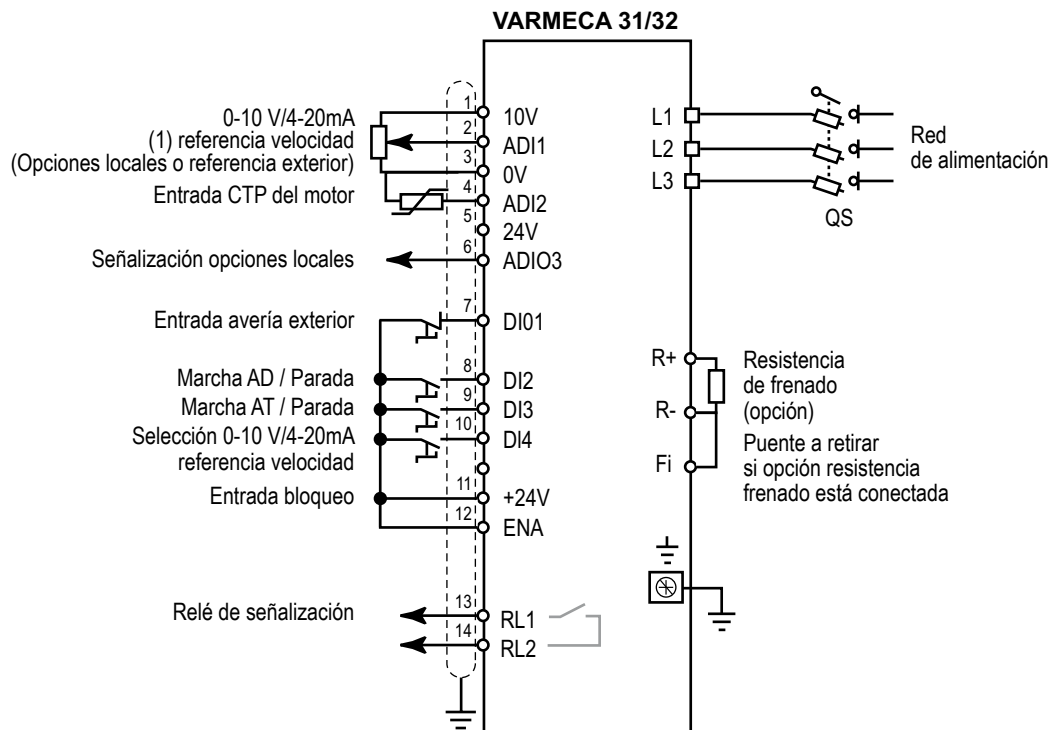 VARMECA 31/32
0-10 V/4-20mA
(1) referencia velocidad
(Opciones locales o referencia exterior)
Entrada CTP del motor
Señalización opciones locales
Entrada avería exterior
Marcha AD / Parada
Marcha AT / Parada
Selección 0-10 V/4-20mA
referencia velocidad
Entrada bloqueo
Relé de señalización
1
2
3
4
5
6
7
8
9
10
11
12
13
14
10V
ADI1
0V
ADI2
24V
ADIO3
DI01
DI2
DI3
DI4
+24V
ENA
RL1
RL2
L1
L2
L3
QS
Red
de alimentación
R+
R-
Fi
Resistencia
de frenado
(opción)
Puente a retirar
si opción resistencia
frenado está conectada